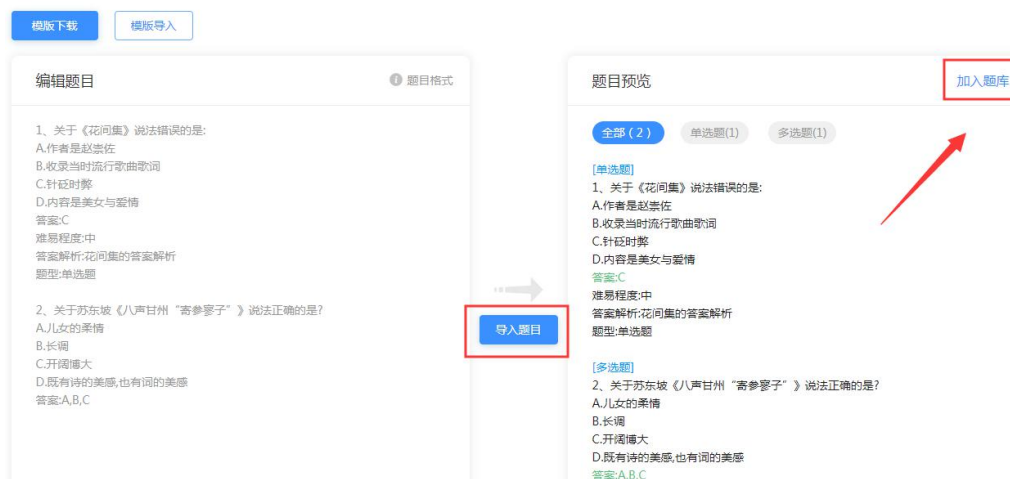 模版下载
模版导入
编辑题目
题目格式
1、关于《花间集》说法错误的是:
A.作者是赵崇佐
B.收录当时流行歌曲歌词
C.针砭时弊
D.内容是美女与爱情
答案:C
难易程度:中
答案解析:花间集的答案解析
题型:单选题
2、关于苏东坡《八声甘州“寄参寥子”》说法正确的是?
A.儿女的柔情
B.长调
C.开阔博大
D.既有诗的美感,也有词的美感
答案:A,B,C
导入题目
题目预览
加入题库
全部(2)
单选题(1)
多选题(1)
[单选题]
1、关于《花间集》说法错误的是:
A.作者是赵崇佐
B.收录当时流行歌曲歌词
C.针砭时弊
D.内容是美女与爱情
答案:C
难易程度:中
答案解析:花间集的答案解析
题型:单选题
[多选题]
2、关于苏东坡《八声甘州“寄参寥子”》说法正确的是?
A.儿女的柔情
B.长调
C.开阔博大
D.既有诗的美感,也有词的美感
答案:A,B,C